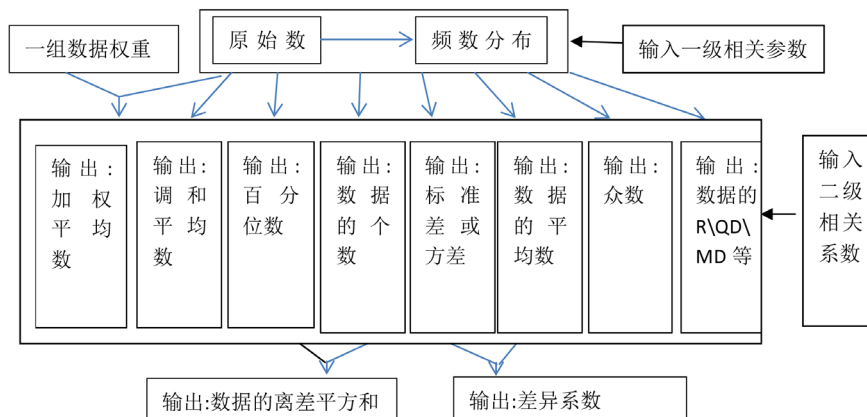 一组数据权重
原始数
频数分布
输入一级相关参数
输出:
加权
平均
数
输出:
调和
平均
数
输出:
百分
位数
输出:
数据
的个
数
输出:
标准
差或
方差
输出:
数据
的平
均数
输出:
众数
输出:
数据的
R\QD\
MD等
输入
二级
相关
系数
输出:数据的离差平方和
输出:差异系数